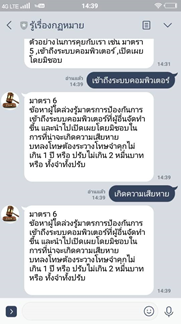 4G LTE
14:39
รู้เรื่องกฎหมาย
ตัวอย่างในการคุยกับเรา เช่น มาตรา
5 ,เข้าถึงระบบคอมพิวเตอร์ ,เปิดเผย
โดยมิชอบ
14:31
อ่านแล้ว
14:39
เข้าถึงระบบคอมพิวเตอร์
มาตรา 6
ข้อหาผู้ใดล่วงรู้มาตรการป้องกันการ
เข้าถึงระบบคอมพิวเตอร์ที่ผู้อื่นจัดทำ
ขึ้น และนำไปเปิดเผยโดยมิชอบใน
การที่น่าจะเกิดความเสียหาย
บทลงโทษต้องระวางโทษจำคุกไม่
เกิน 1 ปี หรือ ปรับไม่เกิน 2 หมื่นบาท
หรือ ทั้งจำทั้งปรับ
14:39
อ่านแล้ว
14:39
เกิดความเสียหาย
มาตรา 6
ข้อหาผู้ใดล่วงรู้มาตรการป้องกันการ
เข้าถึงระบบคอมพิวเตอร์ที่ผู้อื่นจัดทำ
ขึ้น และนำไปเปิดเผยโดยมิชอบใน
การที่น่าจะเกิดความเสียหาย
บทลงโทษต้องระวางโทษจำคุกไม่
เกิน 1 ปี หรือ ปรับไม่เกิน 2 หมื่นบาท
หรือ ทั้งจำทั้งปรับ
14:39